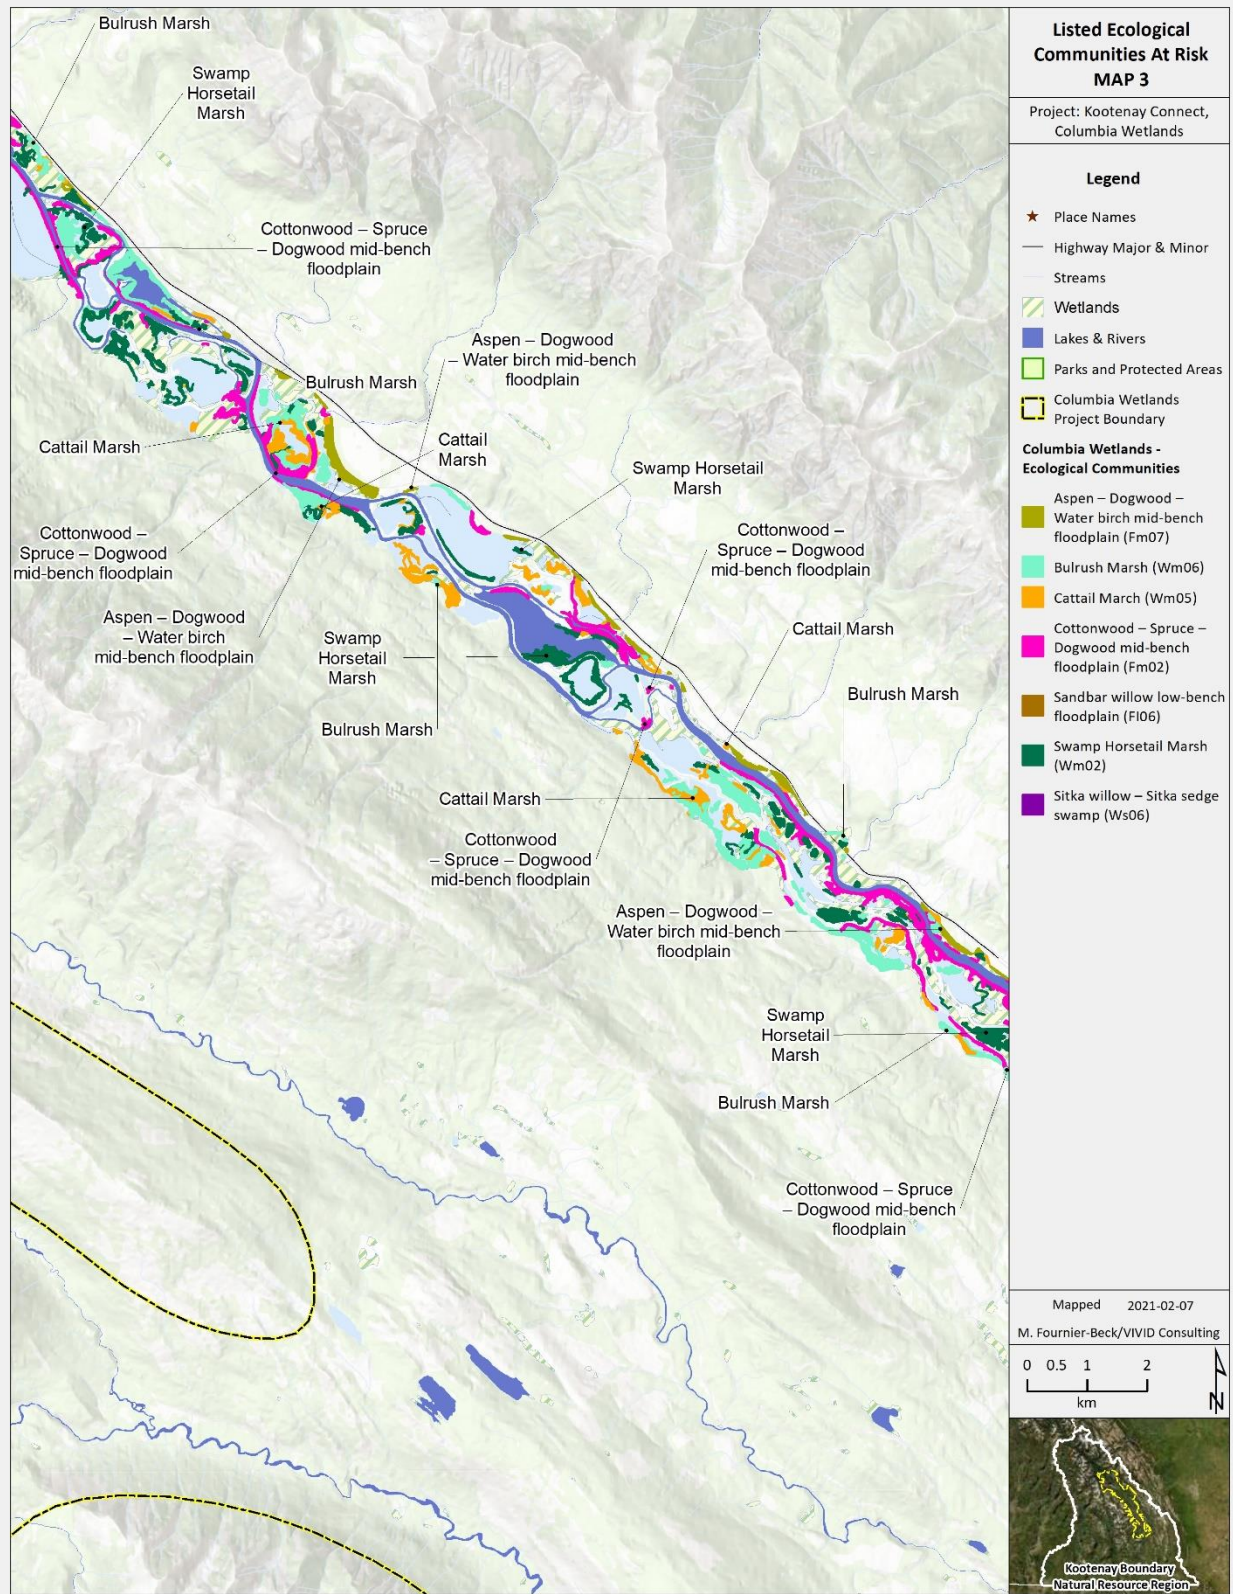 Bulrush Marsh
Swamp
Horsetail
Marsh
Cottonwood – Spruce
– Dogwood mid-bench
floodplain
Aspen – Dogwood
– Water birch mid-bench
floodplain
Bulrush Marsh
Cattail Marsh
Cattail
Marsh
Swamp Horsetail
Marsh
Cottonwood –
Spruce – Dogwood
mid-bench floodplain
Cottonwood –
Spruce – Dogwood
mid-bench floodplain
Aspen – Dogwood
– Water birch
mid-bench floodplain
Swamp
Horsetail
Marsh
Cattail Marsh
Bulrush Marsh
Bulrush Marsh
Cattail Marsh
Cottonwood
– Spruce – Dogwood
mid-bench floodplain
Aspen – Dogwood –
Water birch mid-bench
floodplain
Swamp
Horsetail
Marsh
Bulrush Marsh
Cottonwood – Spruce
– Dogwood mid-bench
floodplain
Listed Ecological
Communities At Risk
MAP 3
Project: Kootenay Connect,
Columbia Wetlands
Legend
Place Names
Highway Major & Minor
Streams
Wetlands
Lakes & Rivers
Parks and Protected Areas
Columbia Wetlands
Project Boundary
Columbia Wetlands -
Ecological Communities
Aspen – Dogwood –
Water birch mid-bench
floodplain (Fm07)
Bulrush Marsh (Wm06)
Cattail March (Wm05)
Cottonwood – Spruce –
Dogwood mid-bench
floodplain (Fm02)
Sandbar willow low-bench
floodplain (Fl06)
Swamp Horsetail Marsh
(Wm02)
Sitka willow – Sitka sedge
swamp (Ws06)
Mapped 2021-02-07
M. Fournier-Beck/VIVID Consulting
0 0.5 1 2
km
N
Kootenay Boundary
Natural Resource Region